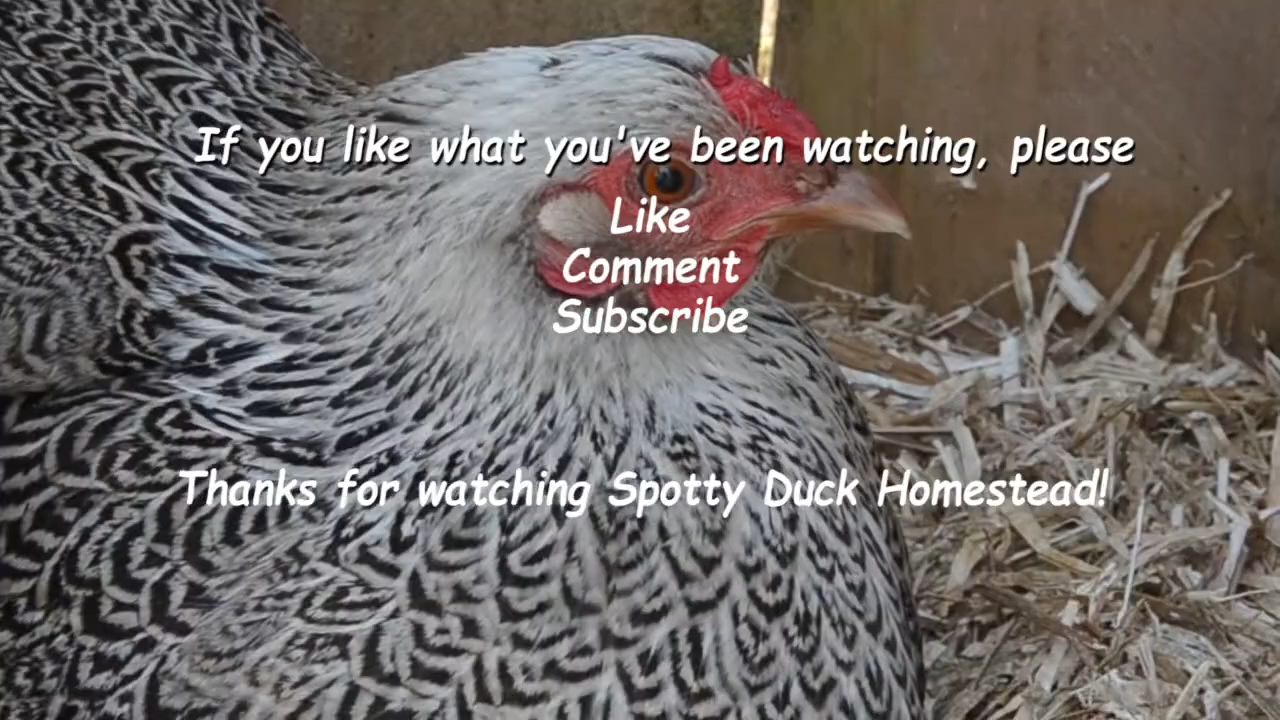 If you like what you've been watching, please
Like
Comment
Subscribe
Thanks for watching Spotty Duck Homestead!